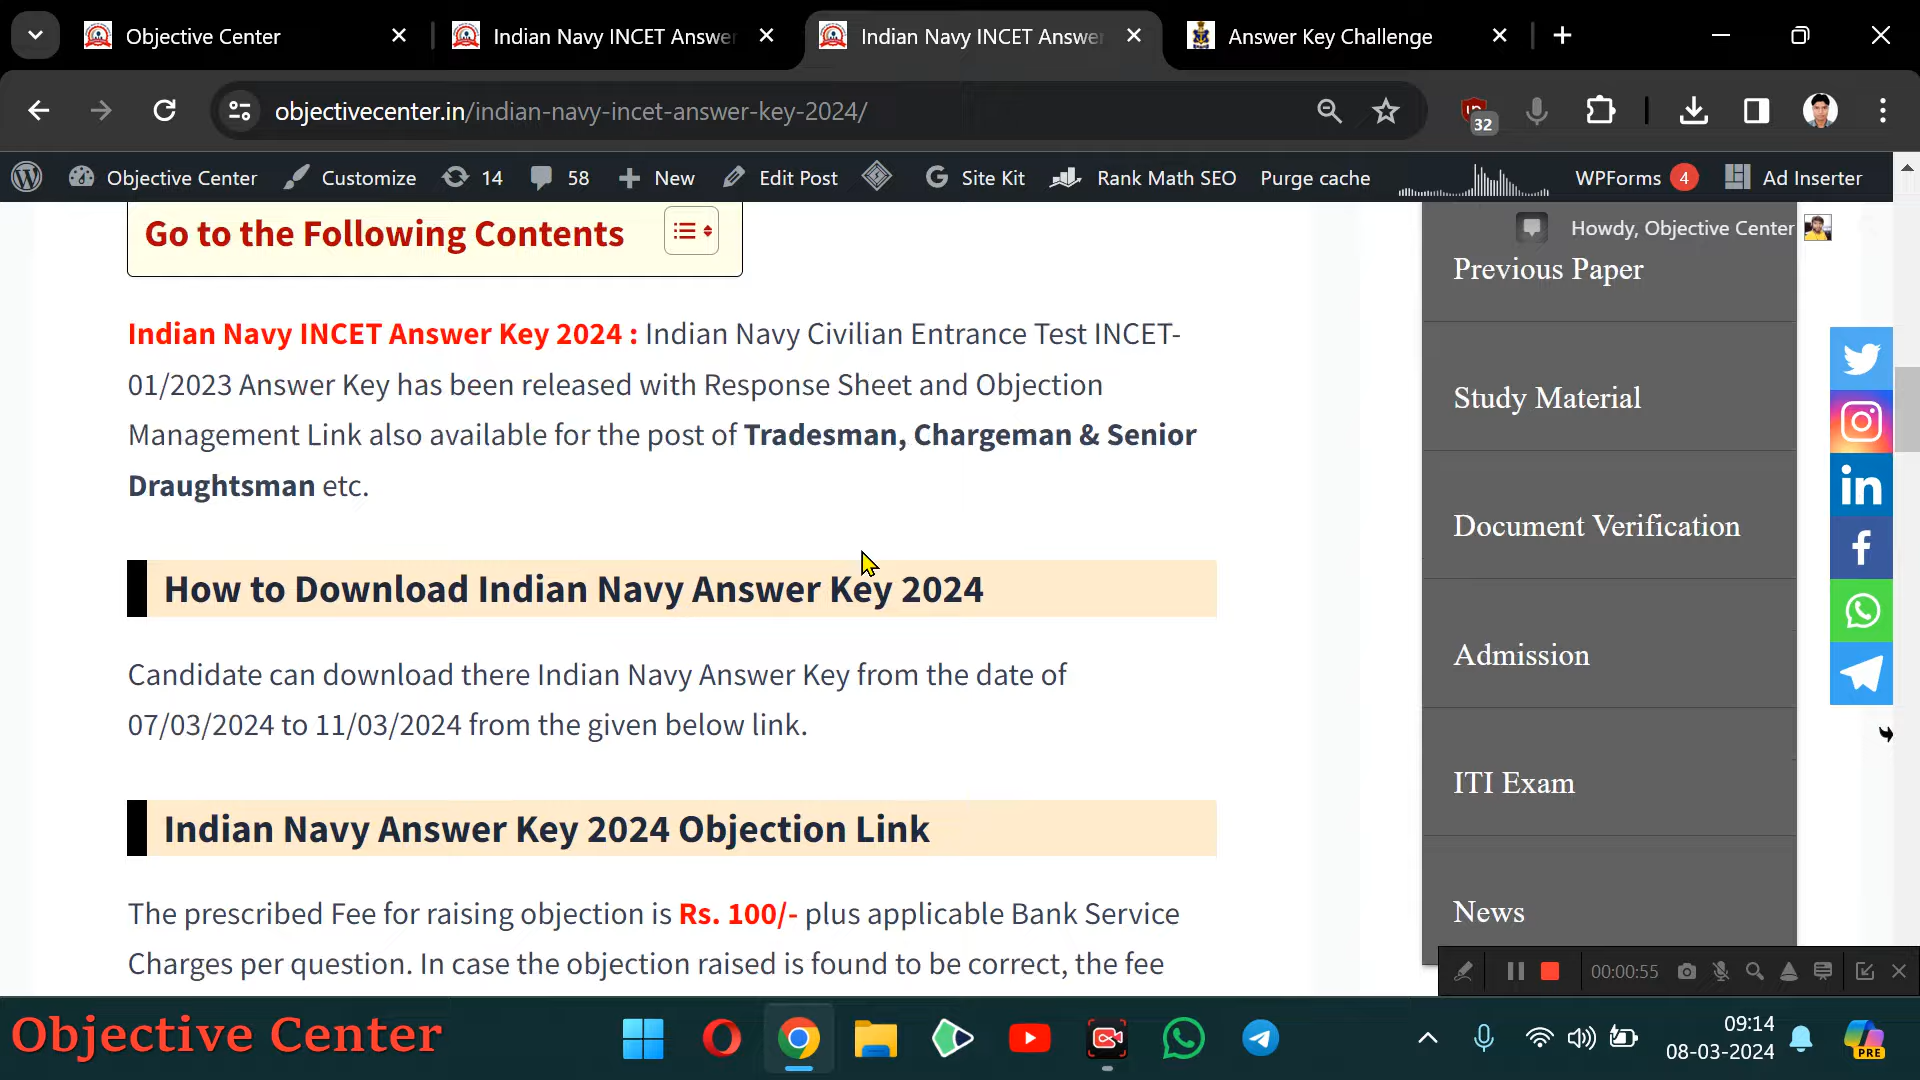 Objective Center
Indian Navy INCET Answe
Indian Navy INCET Answe
Answer Key Challenge
objectivecenter.in/indian-navy-incet-answer-key-2024/
32
Objective Center
Customize
14
58
New
Edit Post
Site Kit
Rank Math SEO
Purge cache
WPForms 4
Ad Inserter
Howdy, Objective Center
Go to the Following Contents
Indian Navy INCET Answer Key 2024 : Indian Navy Civilian Entrance Test INCET-
01/2023 Answer Key has been released with Response Sheet and Objection
Management Link also available for the post of Tradesman, Chargeman & Senior
Draughtsman etc.
How to Download Indian Navy Answer Key 2024
Candidate can download there Indian Navy Answer Key from the date of
07/03/2024 to 11/03/2024 from the given below link.
Indian Navy Answer Key 2024 Objection Link
The prescribed Fee for raising objection is Rs. 100/- plus applicable Bank Service
Charges per question. In case the objection raised is found to be correct, the fee
Previous Paper
Study Material
Document Verification
Admission
ITI Exam
News
00:00:55
Objective Center
09:14
08-03-2024
PRE